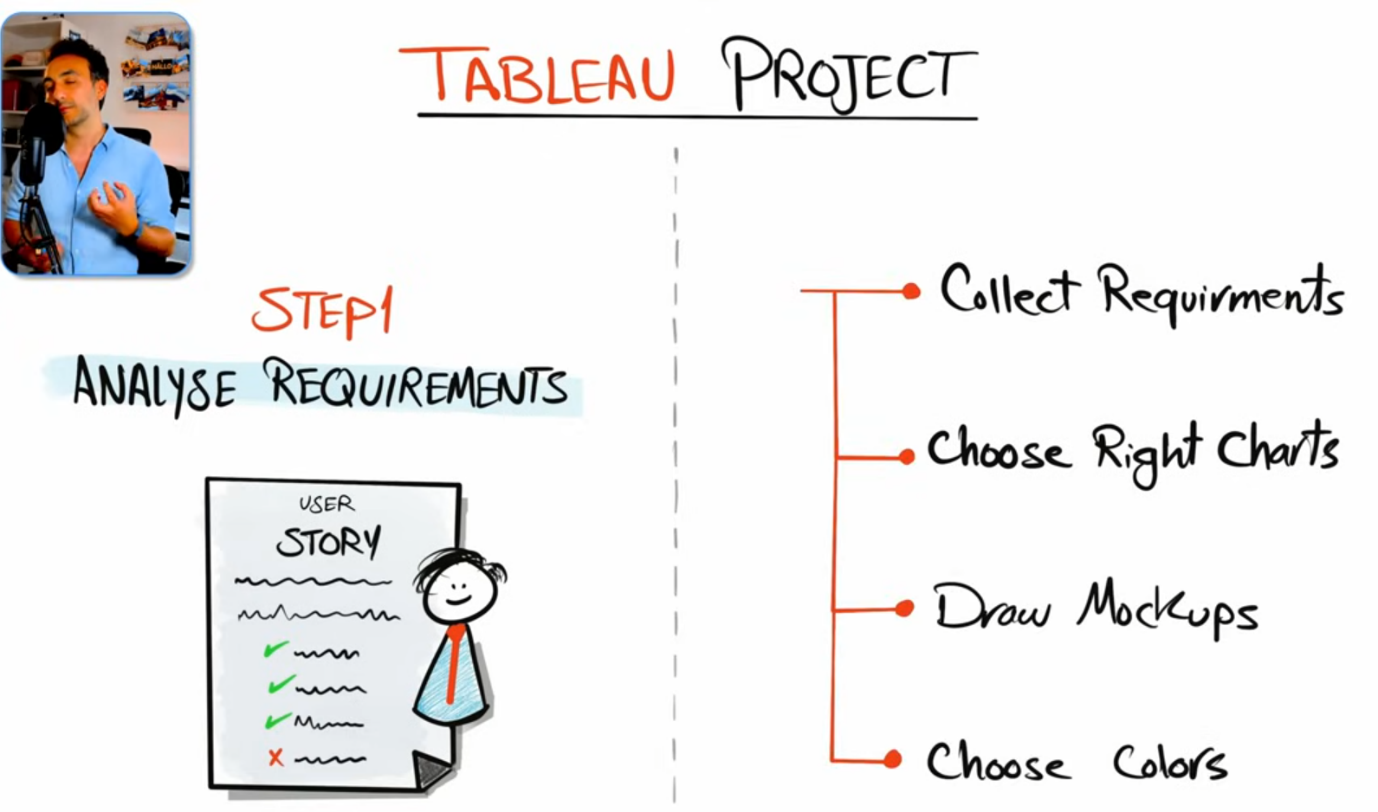 TABLEAU PROJECT
STEP1
ANALYSE REQUIREMENTS
USER
STORY
Collect Requirments
Choose Right Charts
Draw Mockups
Choose Colors